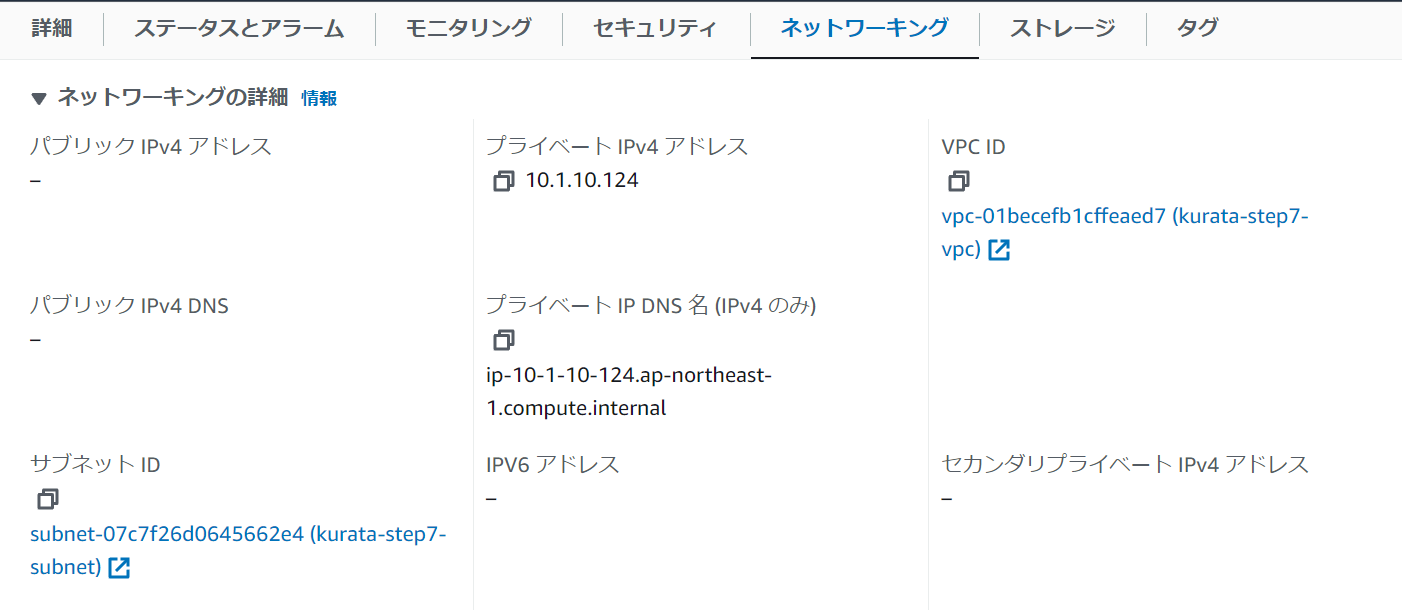 詳細
ステータスとアラーム
モニタリング
セキュリティ
ネットワーキング
ストレージ
タグ
▼ ネットワーキングの詳細 情報
パブリック IPv4 アドレス
–
プライベート IPv4 アドレス
10.1.10.124
VPC ID
vpc-01becefb1cffeaed7 (kurata-step7-
vpc)
パブリック IPv4 DNS
–
プライベート IP DNS 名 (IPv4 のみ)
ip-10-1-10-124.ap-northeast-
1.compute.internal
サブネット ID
subnet-07c7f26d0645662e4 (kurata-step7-
subnet)
IPV6 アドレス
–
セカンダリプライベート IPv4 アドレス
–